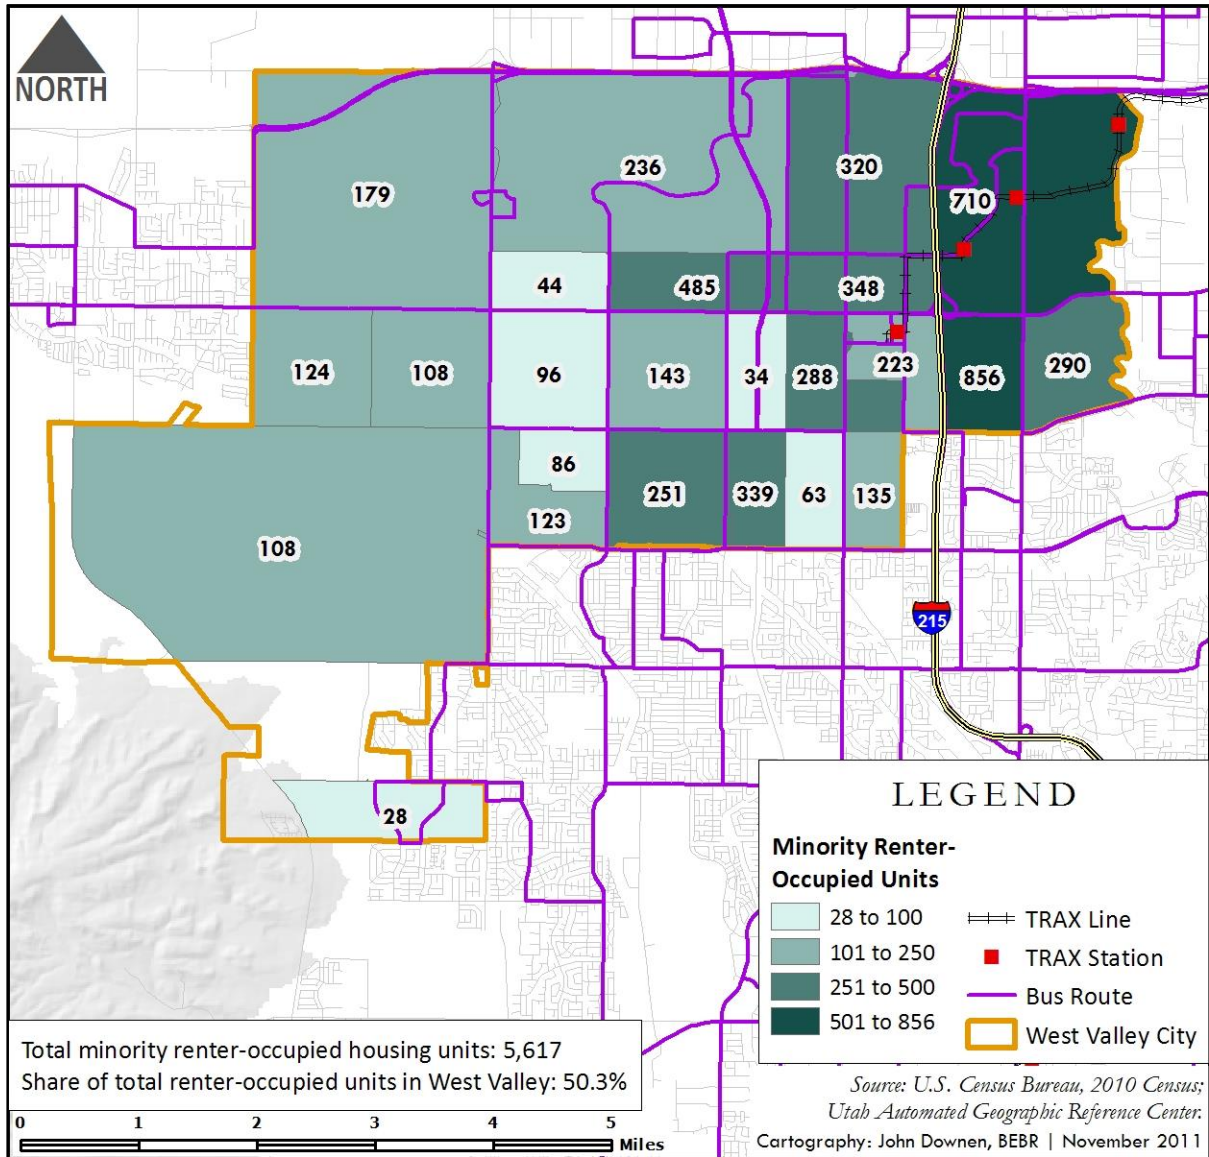 NORTH
236
320
179
710
44
485
348
124
108
96
143
34
288
223
856
290
86
251
339
63
135
123
108
215
28
LEGEND
Minority Renter-
Occupied Units
28 to 100
101 to 250
251 to 500
501 to 856
TRAX Line
TRAX Station
Bus Route
West Valley City
Total minority renter-occupied housing units: 5,617
Share of total renter-occupied units in West Valley: 50.3%
Source: U.S. Census Bureau, 2010 Census;
Utah Automated Geographic Reference Center.
Cartography: John Downen, BEBR | November 2011
0 1 2 3 4 5 Miles